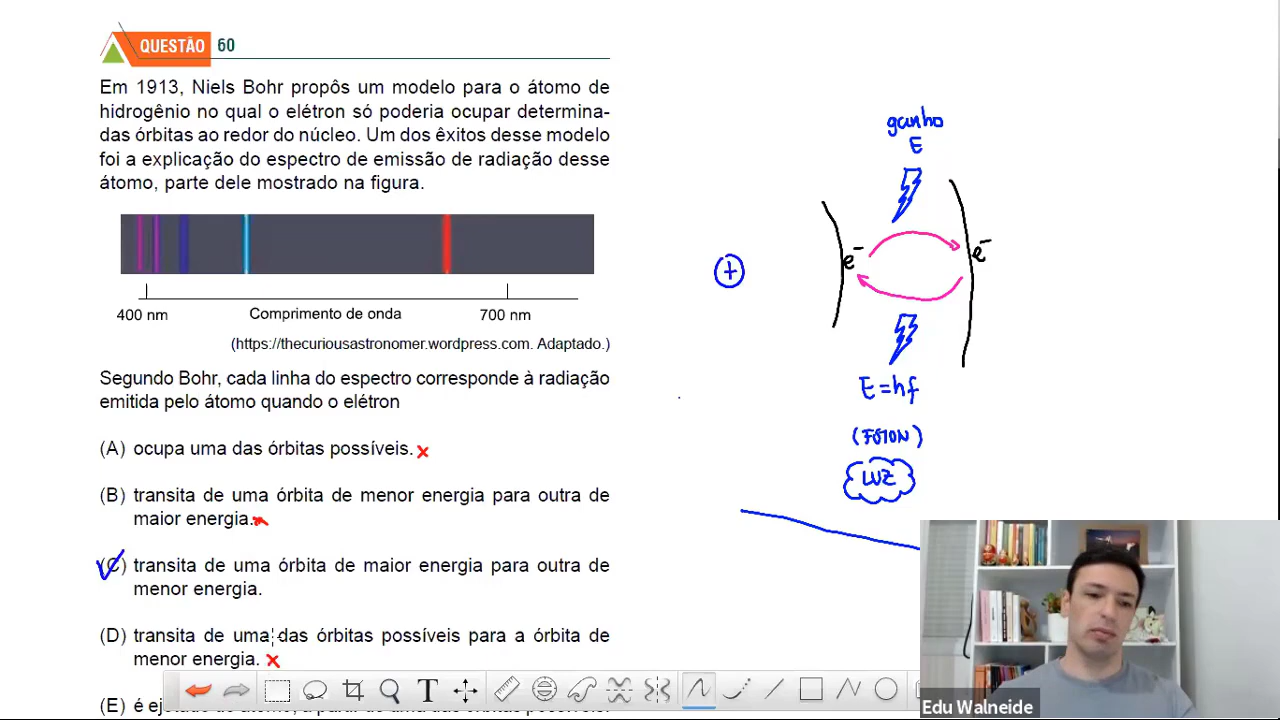 QUESTÃO 60
Em 1913, Niels Bohr propôs um modelo para o átomo de
hidrogênio no qual o elétron só poderia ocupar determina-
das órbitas ao redor do núcleo. Um dos êxitos desse modelo
foi a explicação do espectro de emissão de radiação desse
átomo, parte dele mostrado na figura.
400 nm Comprimento de onda 700 nm
(https://thecuriousastronomer.wordpress.com. Adaptado.)
Segundo Bohr, cada linha do espectro corresponde à radiação
emitida pelo átomo quando o elétron
(A) ocupa uma das órbitas possíveis. x
(B) transita de uma órbita de menor energia para outra de
maior energia. x
(C) transita de uma órbita de maior energia para outra de
menor energia.
(D) transita de uma das órbitas possíveis para a órbita de
menor energia. x
(E) é
ganho
E
+
e⁻
e⁻
E = hf
(FÓTON)
LUZ
T
Edu Walneide